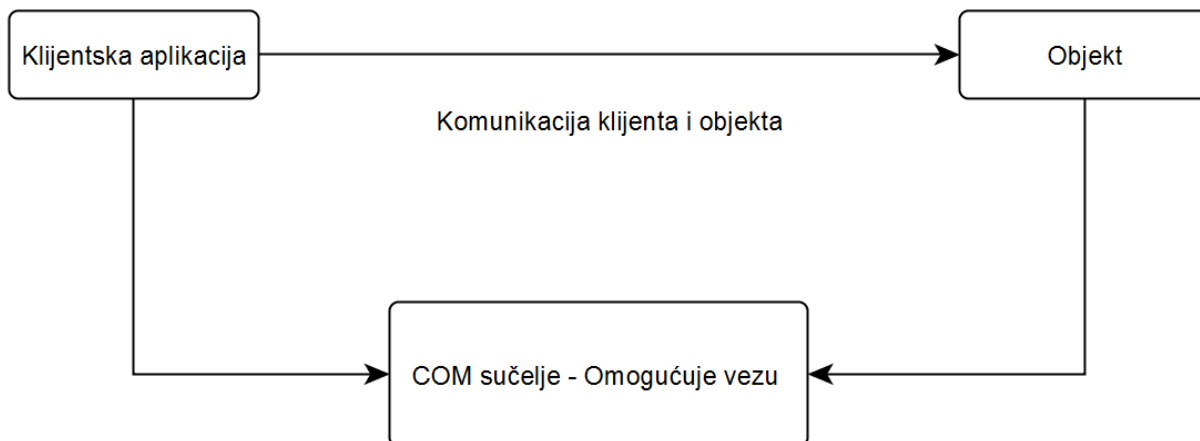 Klijentska aplikacija
Objekt
Komunikacija klijenta i objekta
COM sučelje - Omogućuje vezu